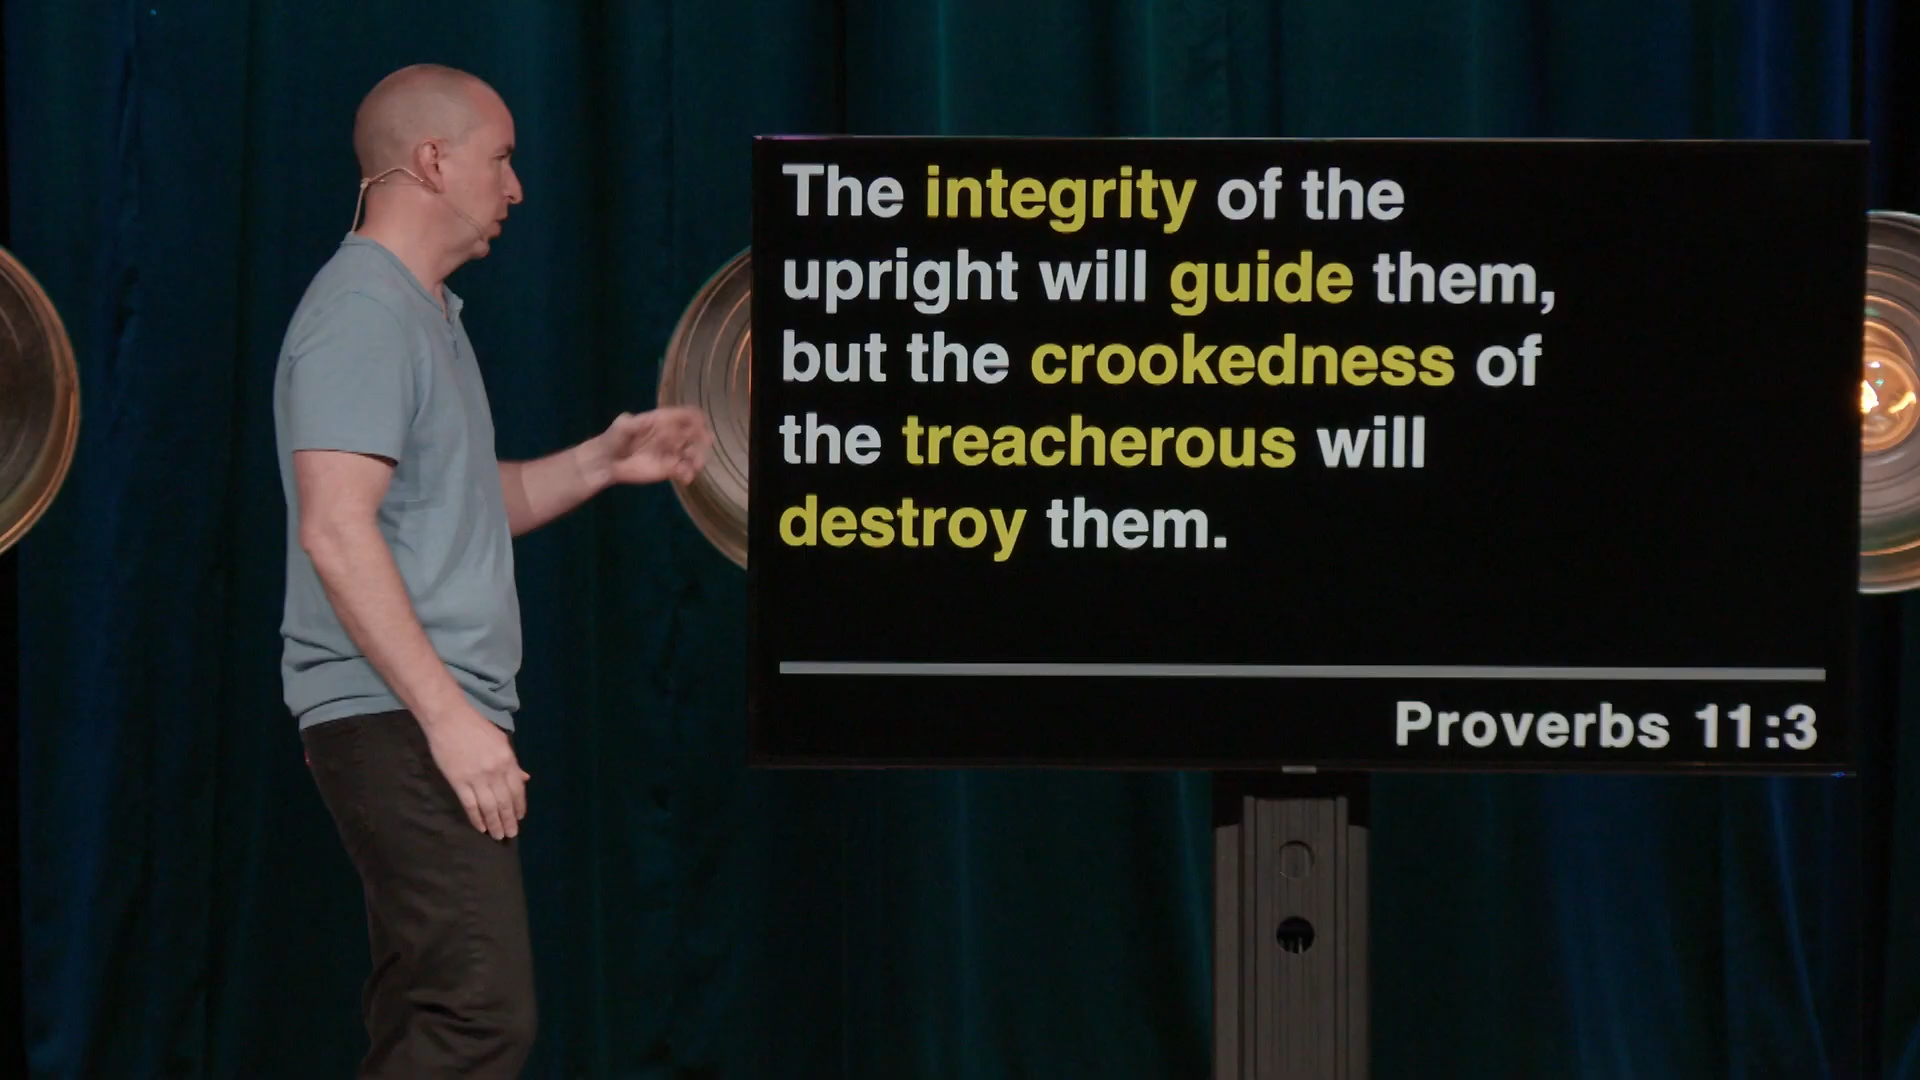 The integrity of the
upright will guide them,
but the crookedness of
the treacherous will
destroy them.
Proverbs 11:3